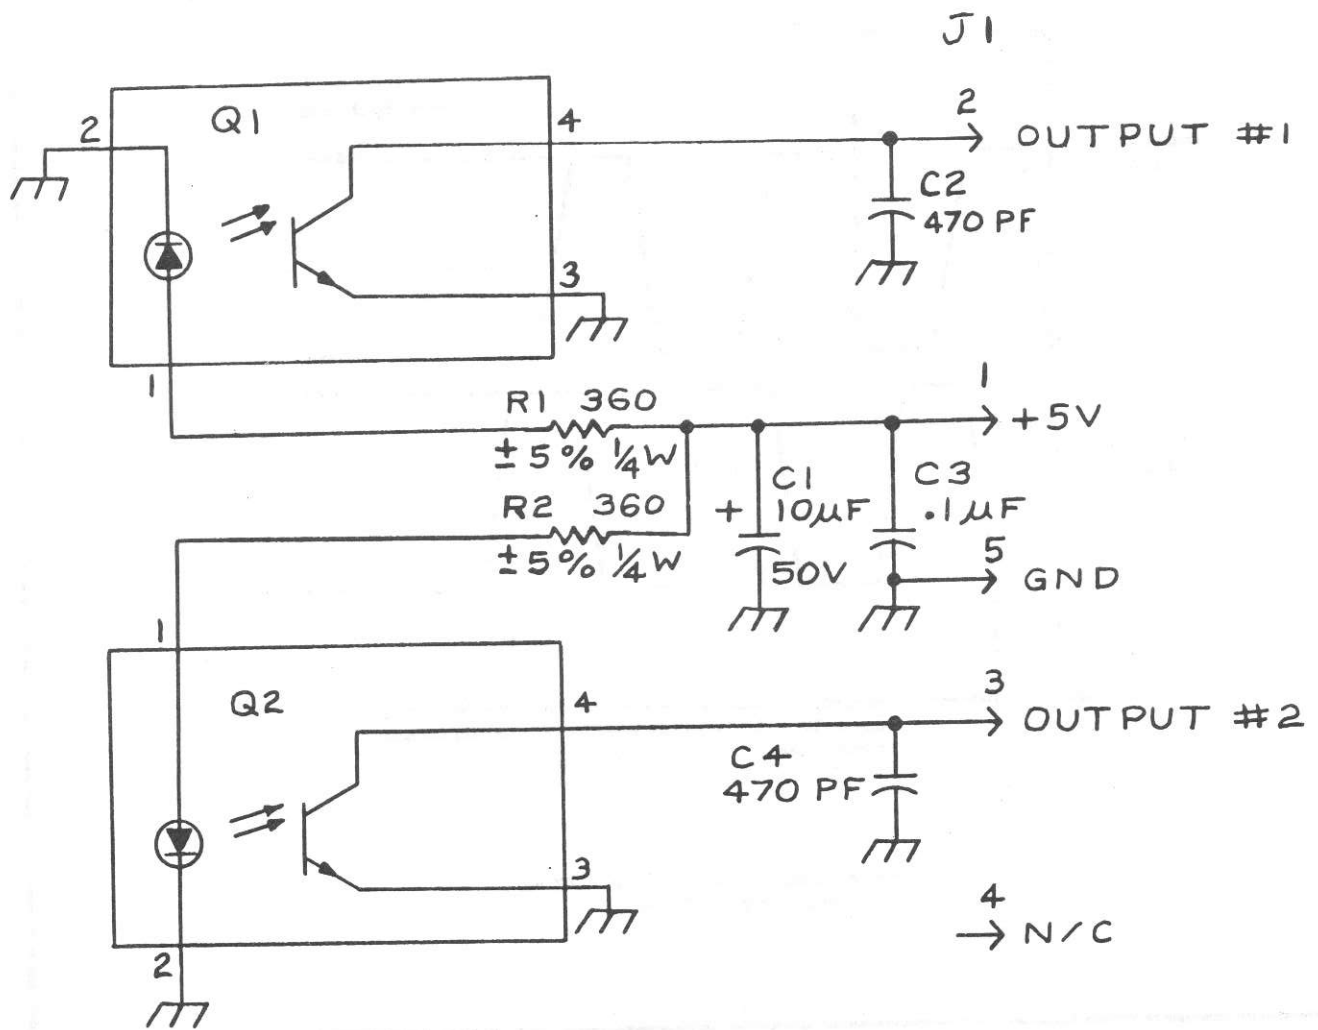 J1
2
Q1
4
2
OUTPUT #1
C2
470 PF
3
1
R1 360
± 5% ¼W
1
+5V
R2 360
± 5% ¼W
+
C1
10µF
50V
C3
.1µF
5
GND
1
Q2
4
3
OUTPUT #2
C4
470 PF
3
2
4
N/C